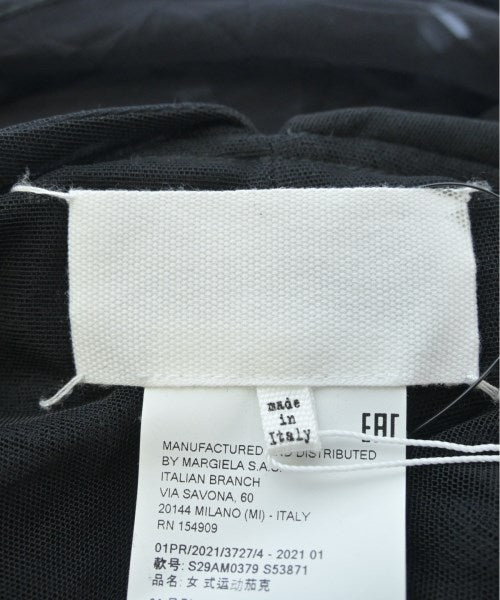 made
in
Italy
EAC
MANUFACTURED AND DISTRIBUTED
BY MARGIELA S.A.S.
ITALIAN BRANCH
VIA SAVONA, 60
20144 MILANO (MI) - ITALY
RN 154909
01PR/2021/3727/4 - 2021 01
款号: S29AM0379 S53871
品名: 女 式运动茄克